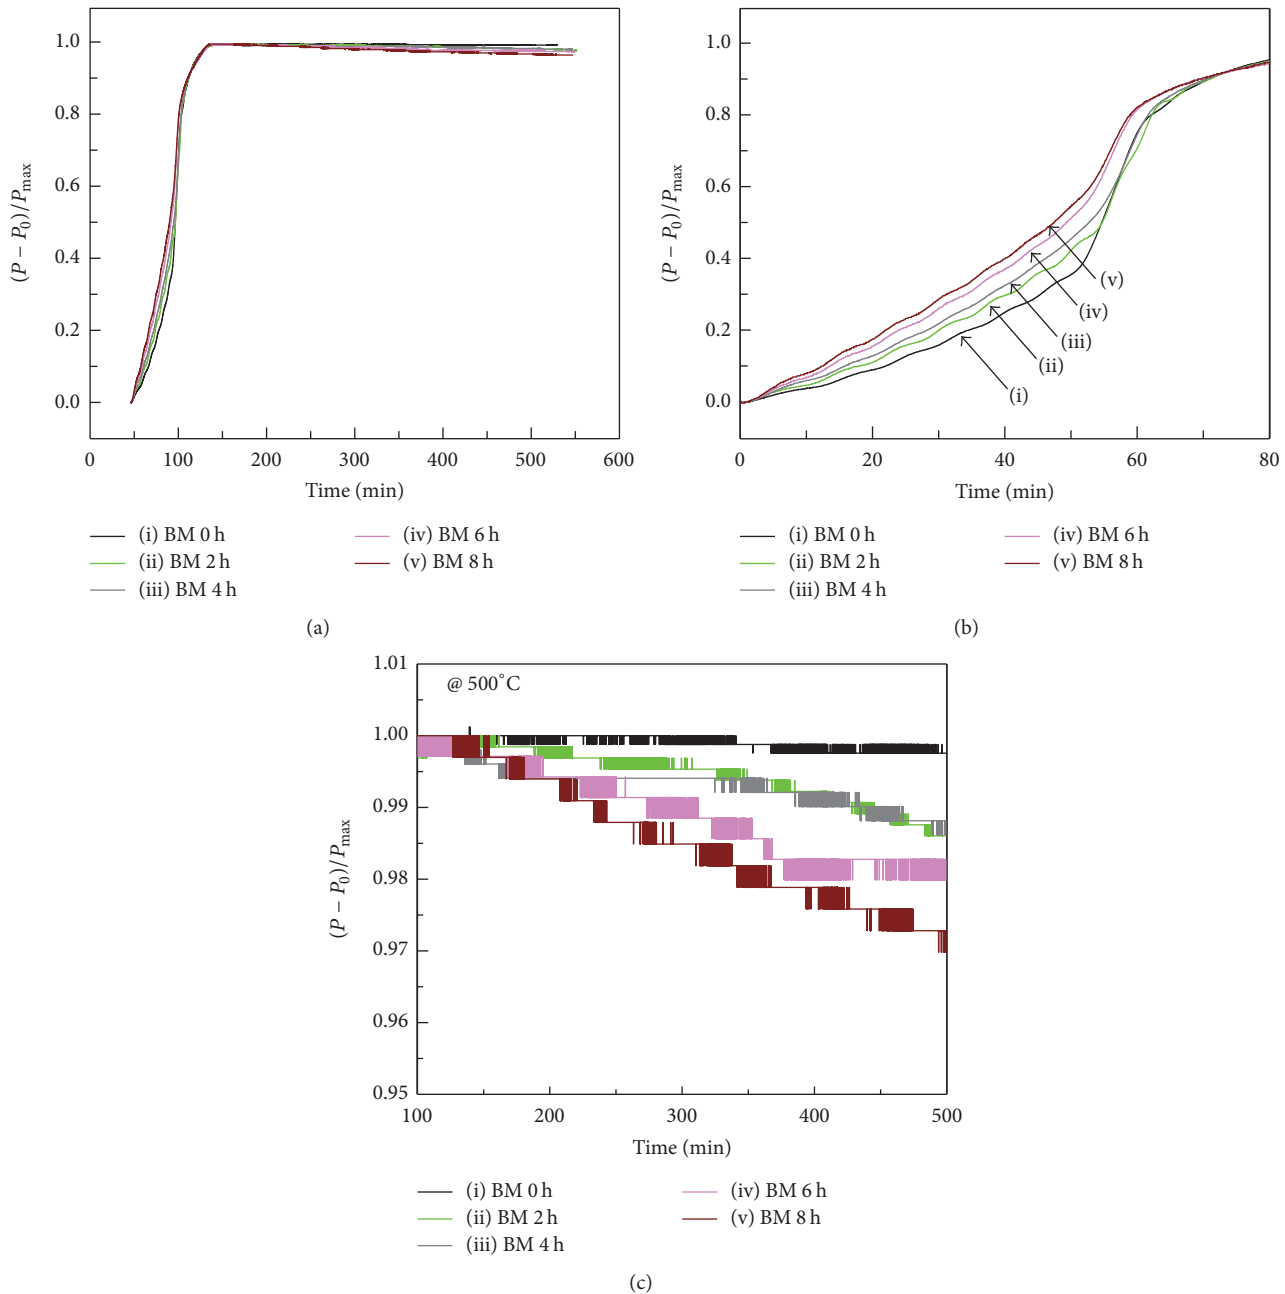 1.0
0.8
0.6
0.4
0.2
0.0
(P − P0)/Pmax
0 100 200 300 400 500 600
Time (min)
(i) BM 0 h
(ii) BM 2 h
(iii) BM 4 h
(iv) BM 6 h
(v) BM 8 h
(a)
1.0
0.8
0.6
0.4
0.2
0.0
(P − P0)/Pmax
(v)
(iv)
(iii)
(ii)
(i)
0 20 40 60 80
Time (min)
(i) BM 0 h
(ii) BM 2 h
(iii) BM 4 h
(iv) BM 6 h
(v) BM 8 h
(b)
@ 500°C
1.01
1.00
0.99
0.98
0.97
0.96
0.95
(P − P0)/Pmax
100 200 300 400 500
Time (min)
(i) BM 0 h
(ii) BM 2 h
(iii) BM 4 h
(iv) BM 6 h
(v) BM 8 h
(c)